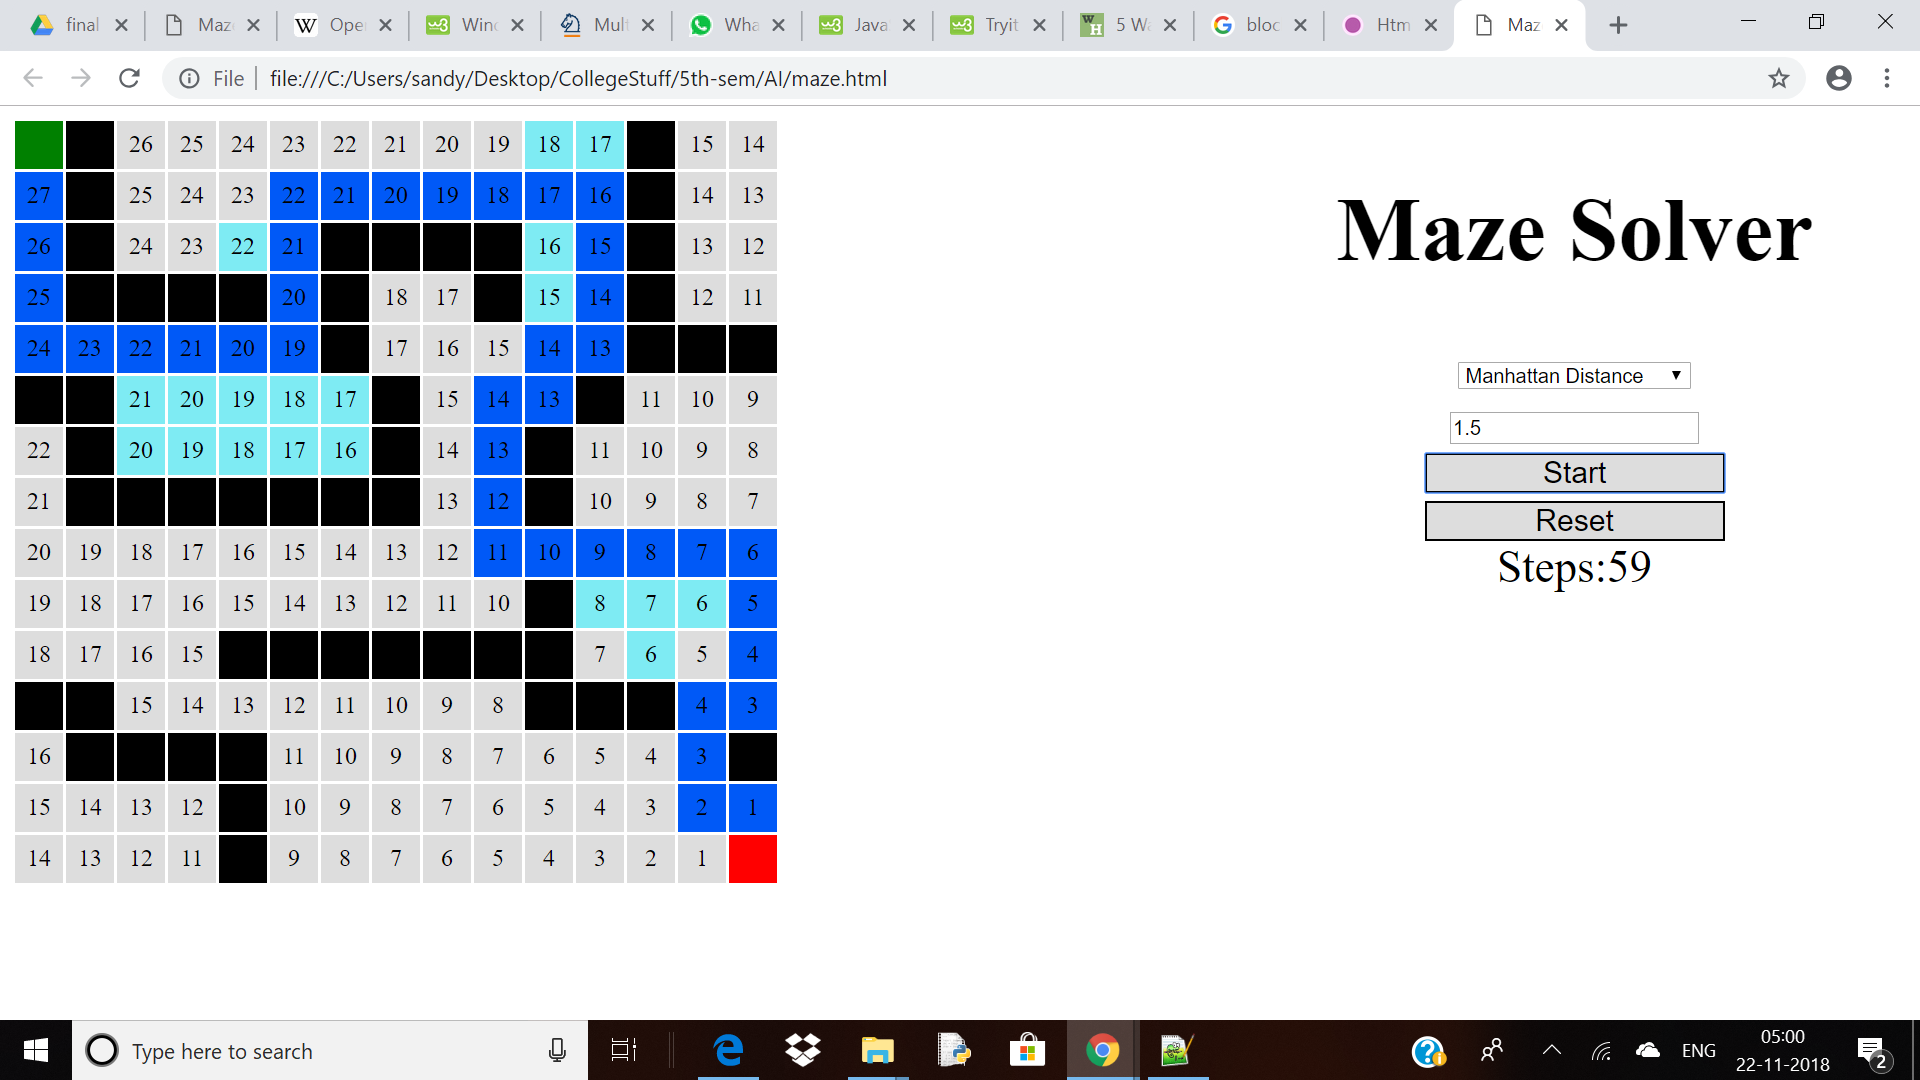 final Maz Ope Winc Mult Wha Java Tryit 5 Wa bloc Htm Maz
File file:///C:/Users/sandy/Desktop/CollegeStuff/5th-sem/AI/maze.html
26 25 24 23 22 21 20 19 18 17 15 14
27 25 24 23 22 21 20 19 18 17 16 14 13
26 24 23 22 21 16 15 13 12
25 20 18 17 15 14 12 11
24 23 22 21 20 19 17 16 15 14 13
21 20 19 18 17 15 14 13 11 10 9
22 20 19 18 17 16 14 13 11 10 9 8
21 13 12 10 9 8 7
20 19 18 17 16 15 14 13 12 11 10 9 8 7 6
19 18 17 16 15 14 13 12 11 10 8 7 6 5
18 17 16 15 7 6 5 4
15 14 13 12 11 10 9 8 4 3
16 11 10 9 8 7 6 5 4 3
15 14 13 12 10 9 8 7 6 5 4 3 2 1
14 13 12 11 9 8 7 6 5 4 3 2 1
Maze Solver
Manhattan Distance
1.5
Start
Reset
Steps:59
Type here to search
ENG
05:00
22-11-2018
2